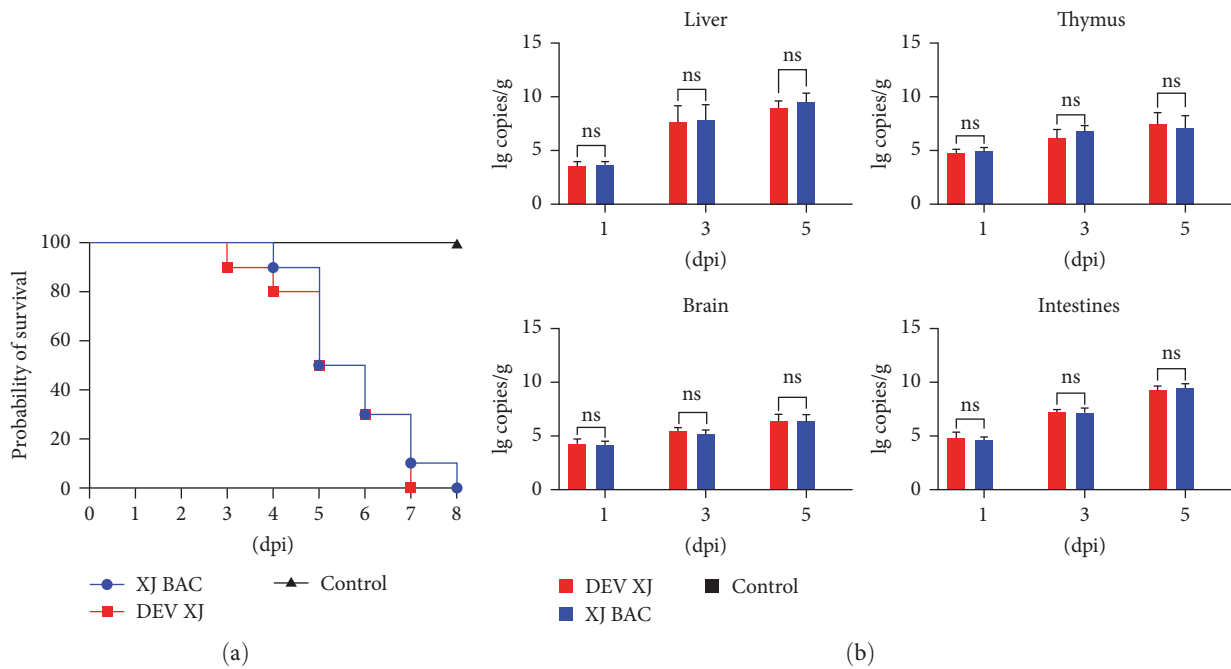 Probability of survival
100
80
60
40
20
0
0 1 2 3 4 5 6 7 8
(dpi)
XJ BAC
Control
DEV XJ
(a)
Liver
lg copies/g
15
10
5
0
ns
ns
ns
1 3 5
(dpi)
Thymus
lg copies/g
15
10
5
0
ns
ns
ns
1 3 5
(dpi)
Brain
lg copies/g
15
10
5
0
ns
ns
ns
1 3 5
(dpi)
Intestines
lg copies/g
15
10
5
0
ns
ns
ns
1 3 5
(dpi)
DEV XJ
Control
XJ BAC
(b)